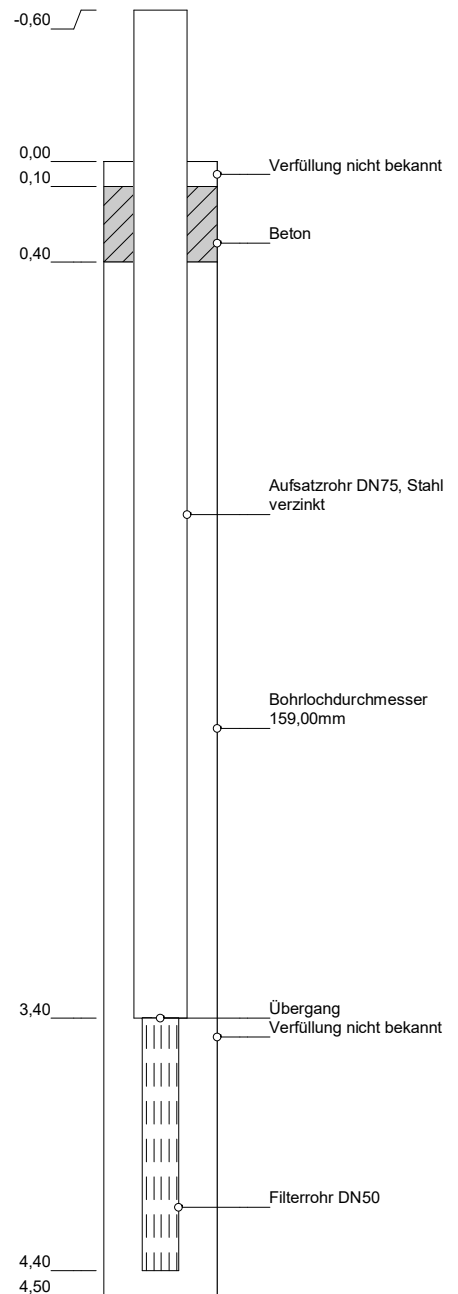 -0,60
0,00
Verfüllung nicht bekannt
0,10
Beton
0,40
Aufsatzrohr DN75, Stahl
verzinkt
Bohrlochdurchmesser
159,00mm
3,40
Übergang
Verfüllung nicht bekannt
Filterrohr DN50
4,40
4,50